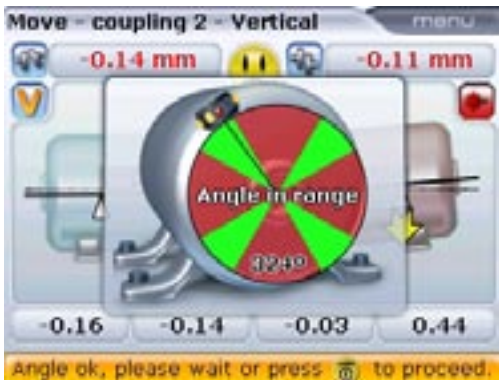 Move - coupling 2 - Vertical menu
-0.14 mm -0.11 mm
V
Angle in range
324º
-0.16 -0.14 -0.03 0.44
Angle ok, please wait or press to proceed.